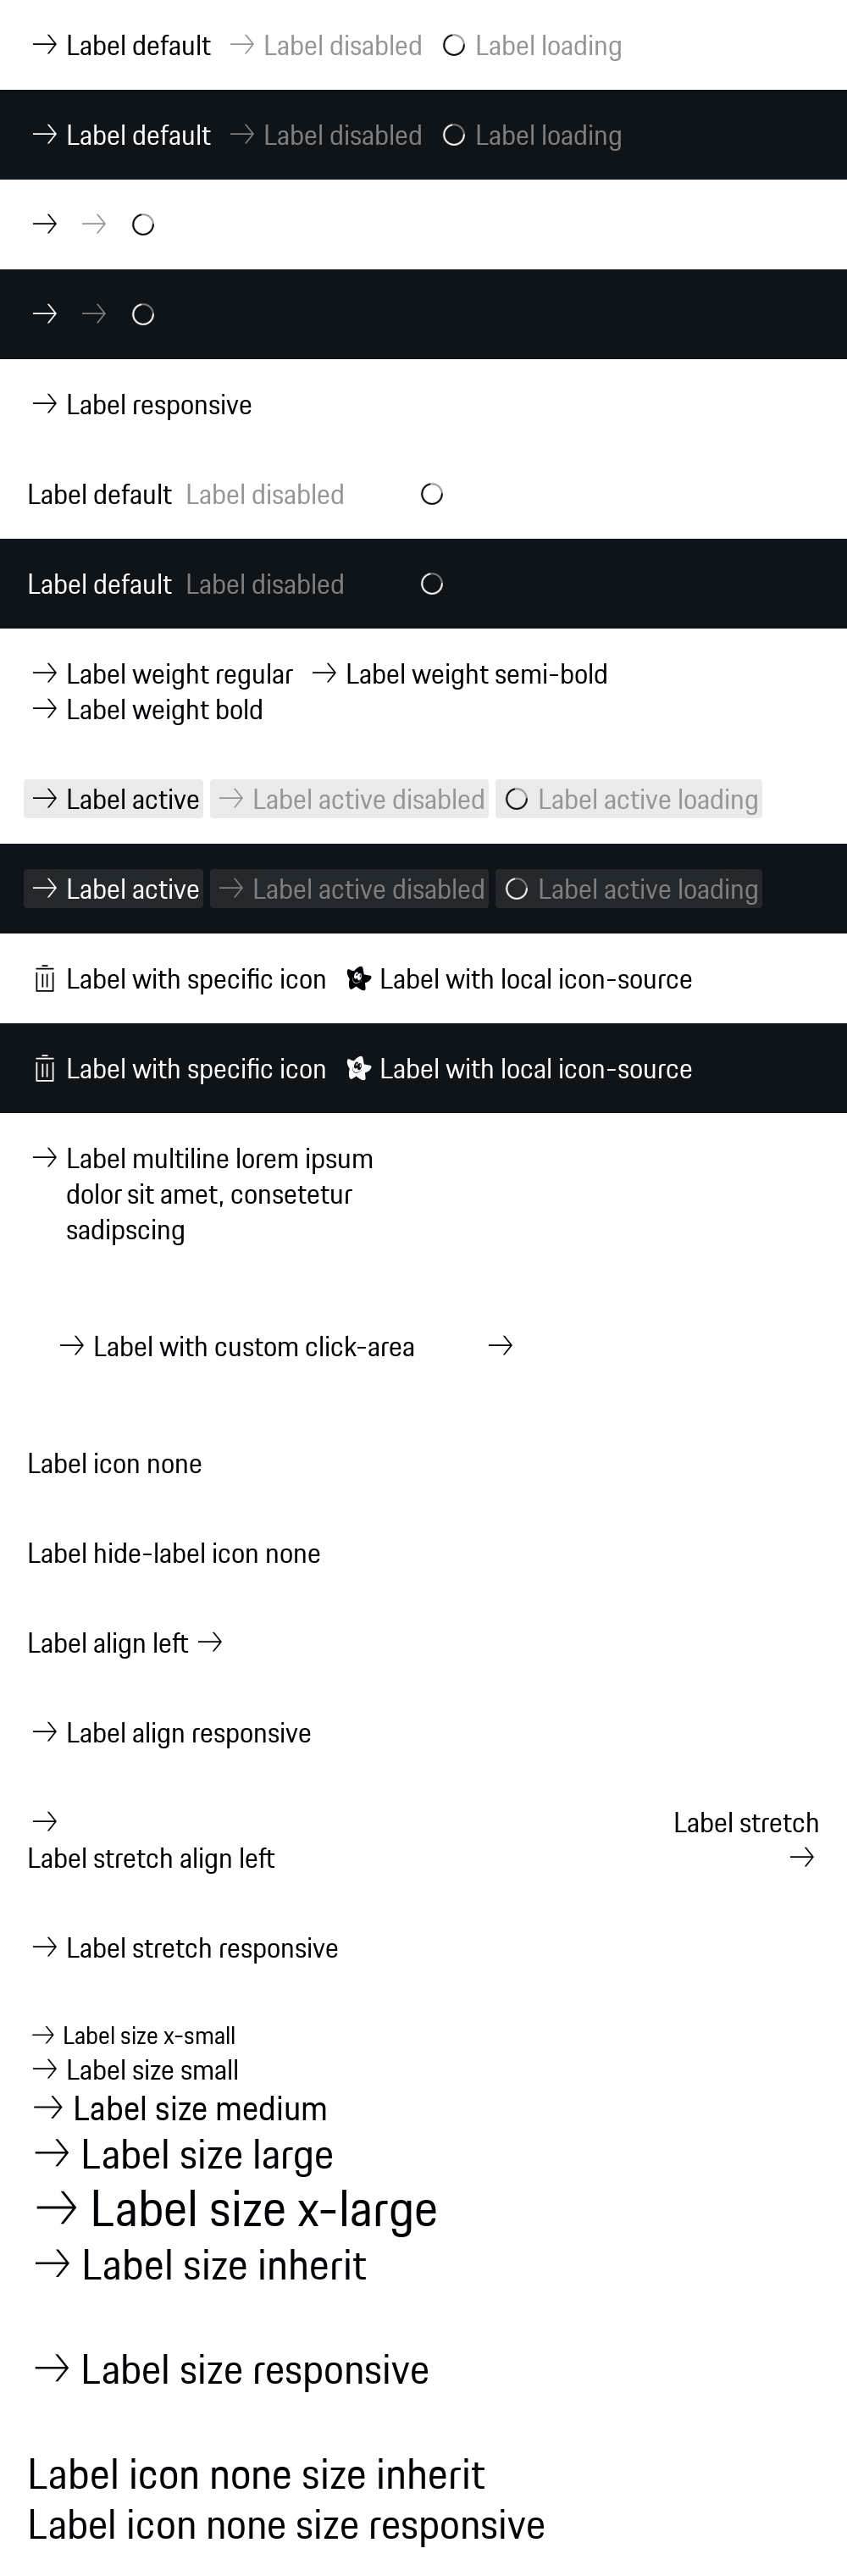 Label default Label disabled Label loading
Label default Label disabled Label loading
Label responsive
Label default Label disabled
Label default Label disabled
Label weight regular Label weight semi-bold
Label weight bold
Label active Label active disabled Label active loading
Label active Label active disabled Label active loading
Label with specific icon Label with local icon-source
Label with specific icon Label with local icon-source
Label multiline lorem ipsum
dolor sit amet, consetetur
sadipscing
Label with custom click-area
Label icon none
Label hide-label icon none
Label align left
Label align responsive
Label stretch
Label stretch align left
Label stretch responsive
Label size x-small
Label size small
Label size medium
Label size large
Label size x-large
Label size inherit
Label size responsive
Label icon none size inherit
Label icon none size responsive